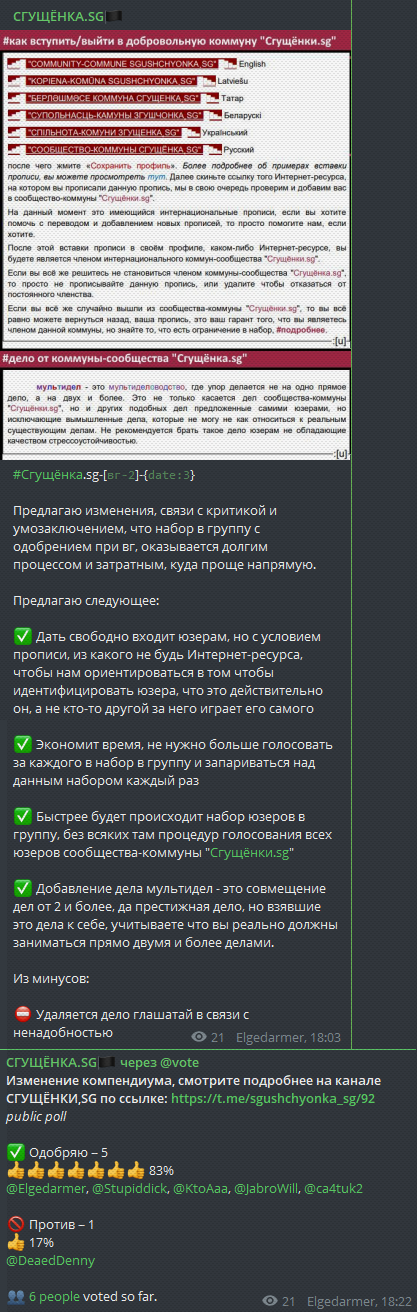 СГУЩЁНКА.SG
#как вступить/выйти в добровольную коммуну "Сгущёнки.sg"
"COMMUNITY-COMMUNE SGUSHCHYONKA,SG" English
"KOPIENA-KOMŪNA SGUSHCHYONKA,SG" Latviešu
"БЕРЛӘШМӘСЕ КОММУНА СГУЩЕНКА,SG" Татар
"СУПОЛЬНАСЦЬ-КАМУНЫ ЗГУШЧОНКА,SG" Беларускі
"СПІЛЬНОТА-КОМУНИ ЗГУЩЕНКА,SG" Український
"СООБЩЕСТВО-КОММУНЫ СГУЩЁНКА,SG" Русский
после чего жмите «Сохранить профиль». Более подробнее об примерах вставки
прописи, вы можете просмотреть тут. Далее скиньте ссылку того Интернет-ресурса,
на котором вы прописали данную пропись, мы в свою очередь проверим и добавим вас
в сообщество-коммуны "Сгущёнки.sg".
На данный момент это имеющийся интернациональные прописи, если вы хотите
помочь с переводом и добавлением новых прописей, то просто помогите нам, если
хотите.
После этой вставки прописи в своём профиле, каком-либо Интернет-ресурсе, вы
будете является членом интернационального коммун-сообщества "Сгущёнки.sg".
Если вы всё же решитесь не становиться членом коммуны-сообщества "Сгущёнка.sg",
то просто не прописывайте данную пропись, или удалите чтобы отказаться от
постоянного членства.
Если вы всё же случайно вышли из сообщества-коммуны "Сгущёнки.sg", то вы всё
равно можете вернуться назад, ваша пропись, это ваш гарант того, что вы являетесь
членом данной коммуны, но знайте то, что есть ограничение в набор, #подробнее.
:[u]
#дело от коммуны-сообщества "Сгущёнка.sg"
мультидел - это мультиделоводство, где упор делается не на одно прямое
дело, а на двух и более. Это не только касается дел сообщества-коммуны
"Сгущёнки.sg", но и других подобных дел предложенные самими юзерами, но
исключающие вымышленные дела, которые не могу не как относиться к реальным
существующим делам. Не рекомендуется брать такое дело юзерам не обладающие
качеством стрессоустойчивостью.
:[u]
#Сгущёнка.sg-[вг-2]-{date:3}
Предлагаю изменения, связи с критикой и
умозаключением, что набор в группу с
одобрением при вг, оказывается долгим
процессом и затратным, куда проще напрямую.
Предлагаю следующее:
✅ Дать свободно входит юзерам, но с условием
прописи, из какого не будь Интернет-ресурса,
чтобы нам ориентироваться в том чтобы
идентифицировать юзера, что это действительно
он, а не кто-то другой за него играет его самого
✅ Экономит время, не нужно больше голосовать
за каждого в набор в группу и запариваться над
данным набором каждый раз
✅ Быстрее будет происходит набор юзеров в
группу, без всяких там процедур голосования всех
юзеров сообщества-коммуны "Сгущёнки.sg"
✅ Добавление дела мультидел - это совмещение
дел от 2 и более, да престижная дело, но взявшие
это дела к себе, учитываете что вы реально должны
заниматься прямо двумя и более делами.
Из минусов:
⛔ Удаляется дело глашатай в связи с
ненадобностью
21 Elgedarmer, 18:03
СГУЩЁНКА.SG через @vote
Изменение компендиума, смотрите подробнее на канале
СГУЩЁНКИ,SG по ссылке: https://t.me/sgushchyonka_sg/92
public poll
✅ Одобряю – 5
👍👍👍👍👍👍👍 83%
@Elgedarmer, @Stupiddick, @KtoAaa, @JabroWill, @ca4tuk2
🚫 Против – 1
👍 17%
@DeaedDenny
👥 6 people voted so far.
21 Elgedarmer, 18:22